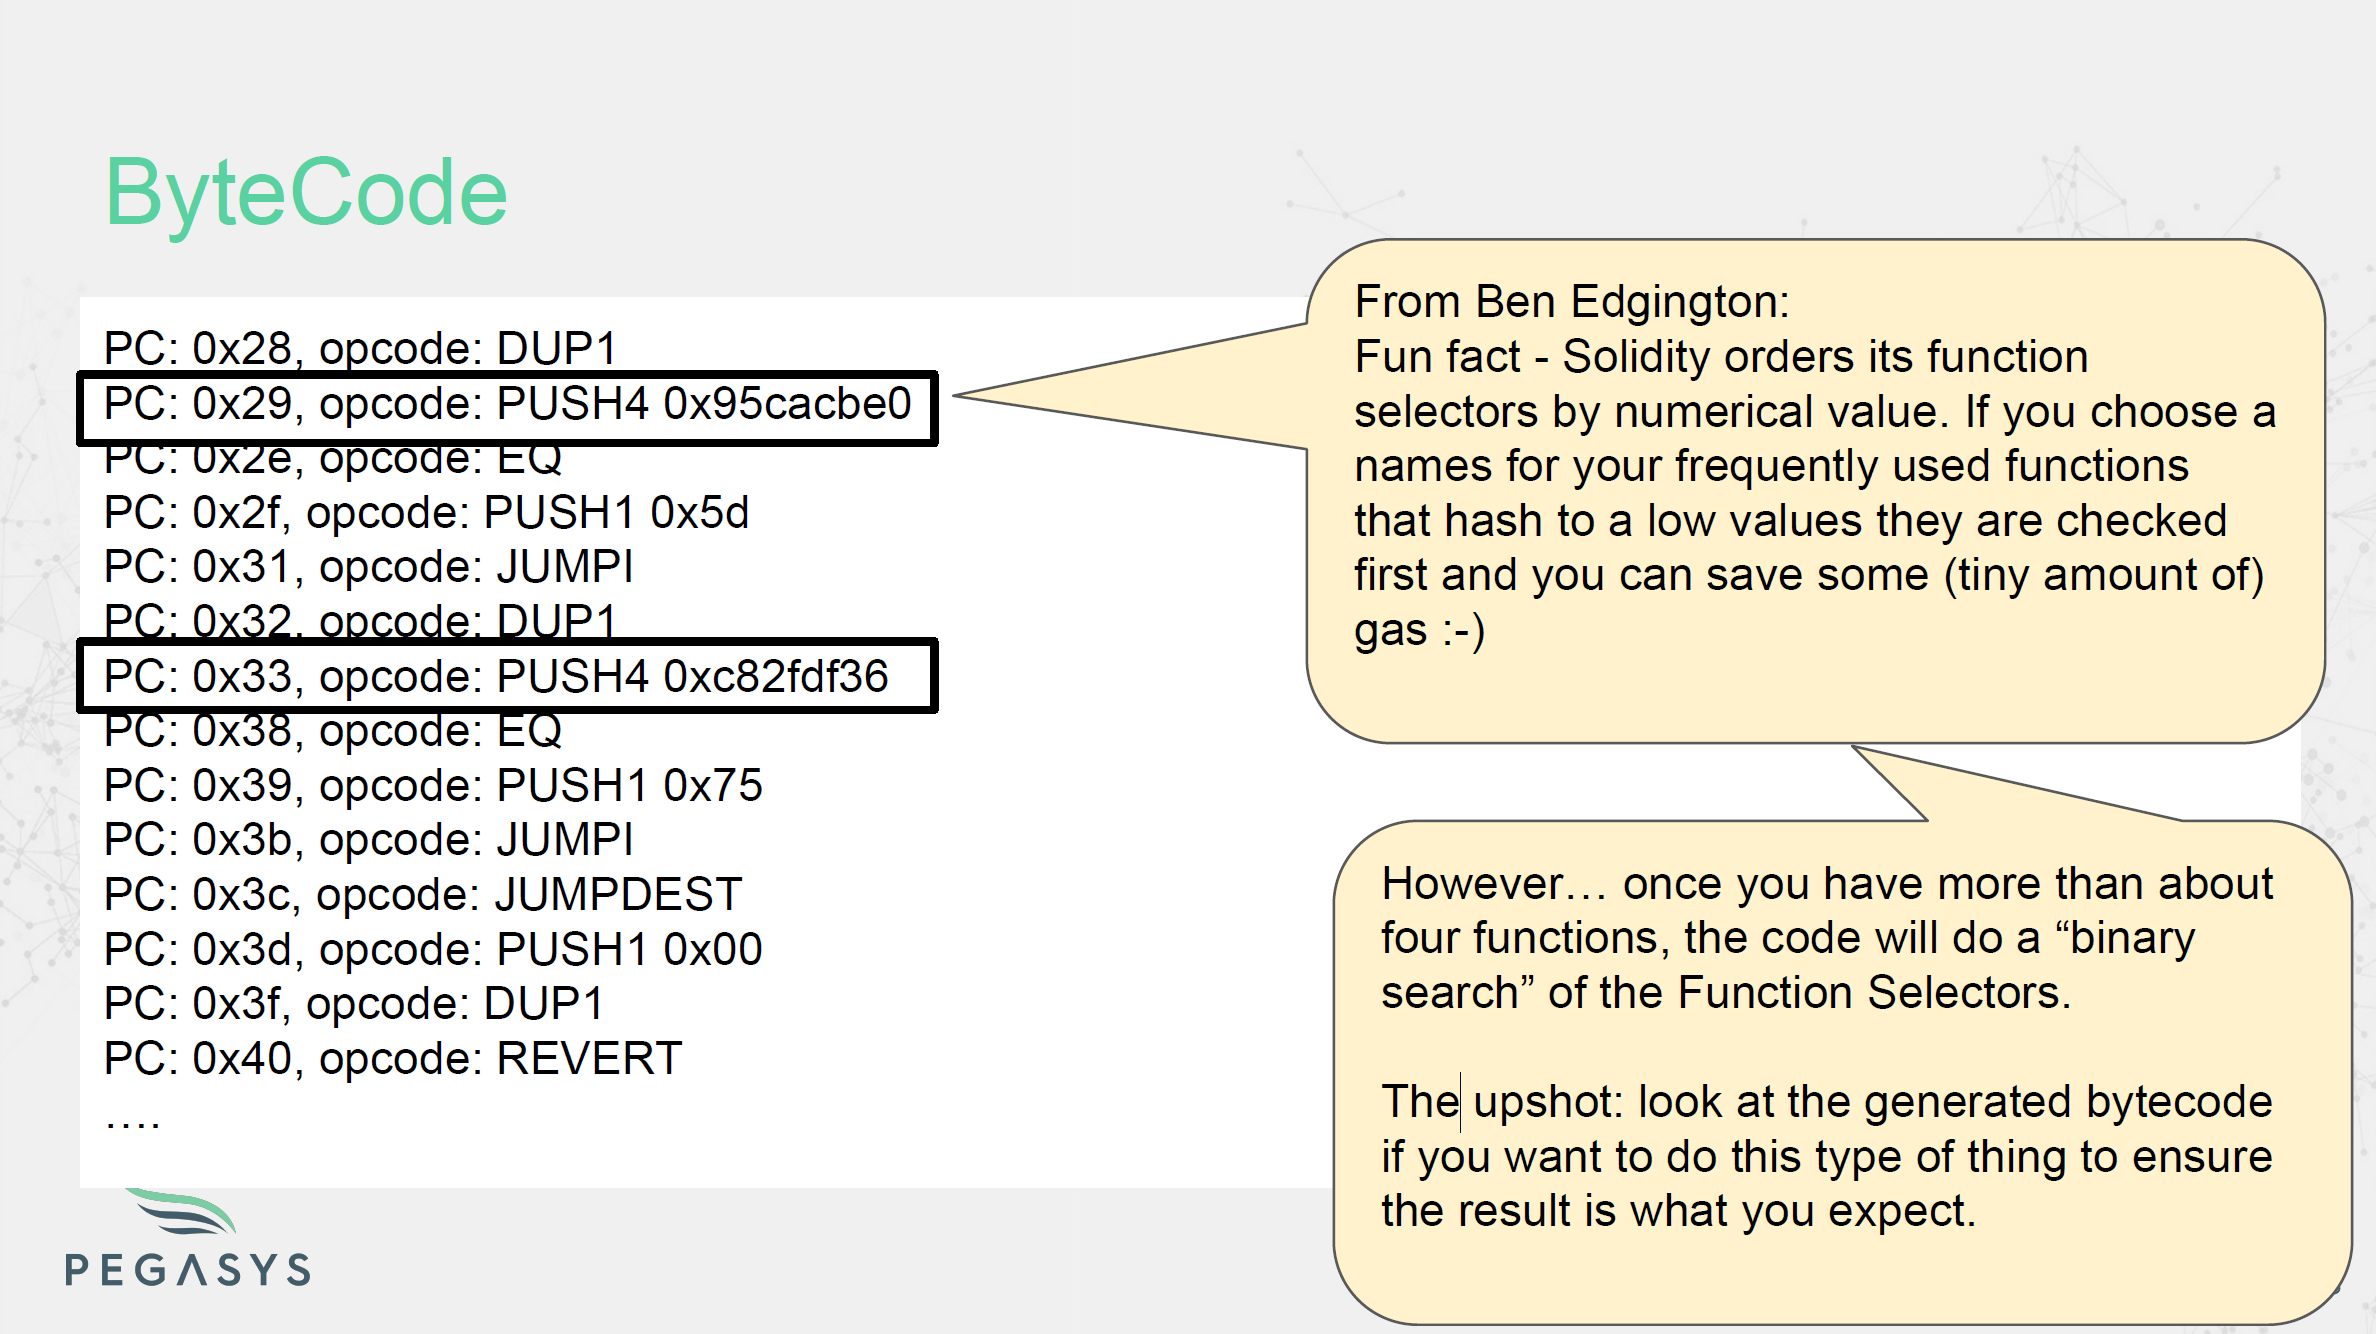 ByteCode
PC: 0x28, opcode: DUP1
PC: 0x29, opcode: PUSH4 0x95cacbe0
PC: 0x2e, opcode: EQ
PC: 0x2f, opcode: PUSH1 0x5d
PC: 0x31, opcode: JUMPI
PC: 0x32, opcode: DUP1
PC: 0x33, opcode: PUSH4 0xc82fdf36
PC: 0x38, opcode: EQ
PC: 0x39, opcode: PUSH1 0x75
PC: 0x3b, opcode: JUMPI
PC: 0x3c, opcode: JUMPDEST
PC: 0x3d, opcode: PUSH1 0x00
PC: 0x3f, opcode: DUP1
PC: 0x40, opcode: REVERT
….
From Ben Edgington:
Fun fact - Solidity orders its function
selectors by numerical value. If you choose a
names for your frequently used functions
that hash to a low values they are checked
first and you can save some (tiny amount of)
gas :-)
However… once you have more than about
four functions, the code will do a “binary
search” of the Function Selectors.
The upshot: look at the generated bytecode
if you want to do this type of thing to ensure
the result is what you expect.
PEGASYS